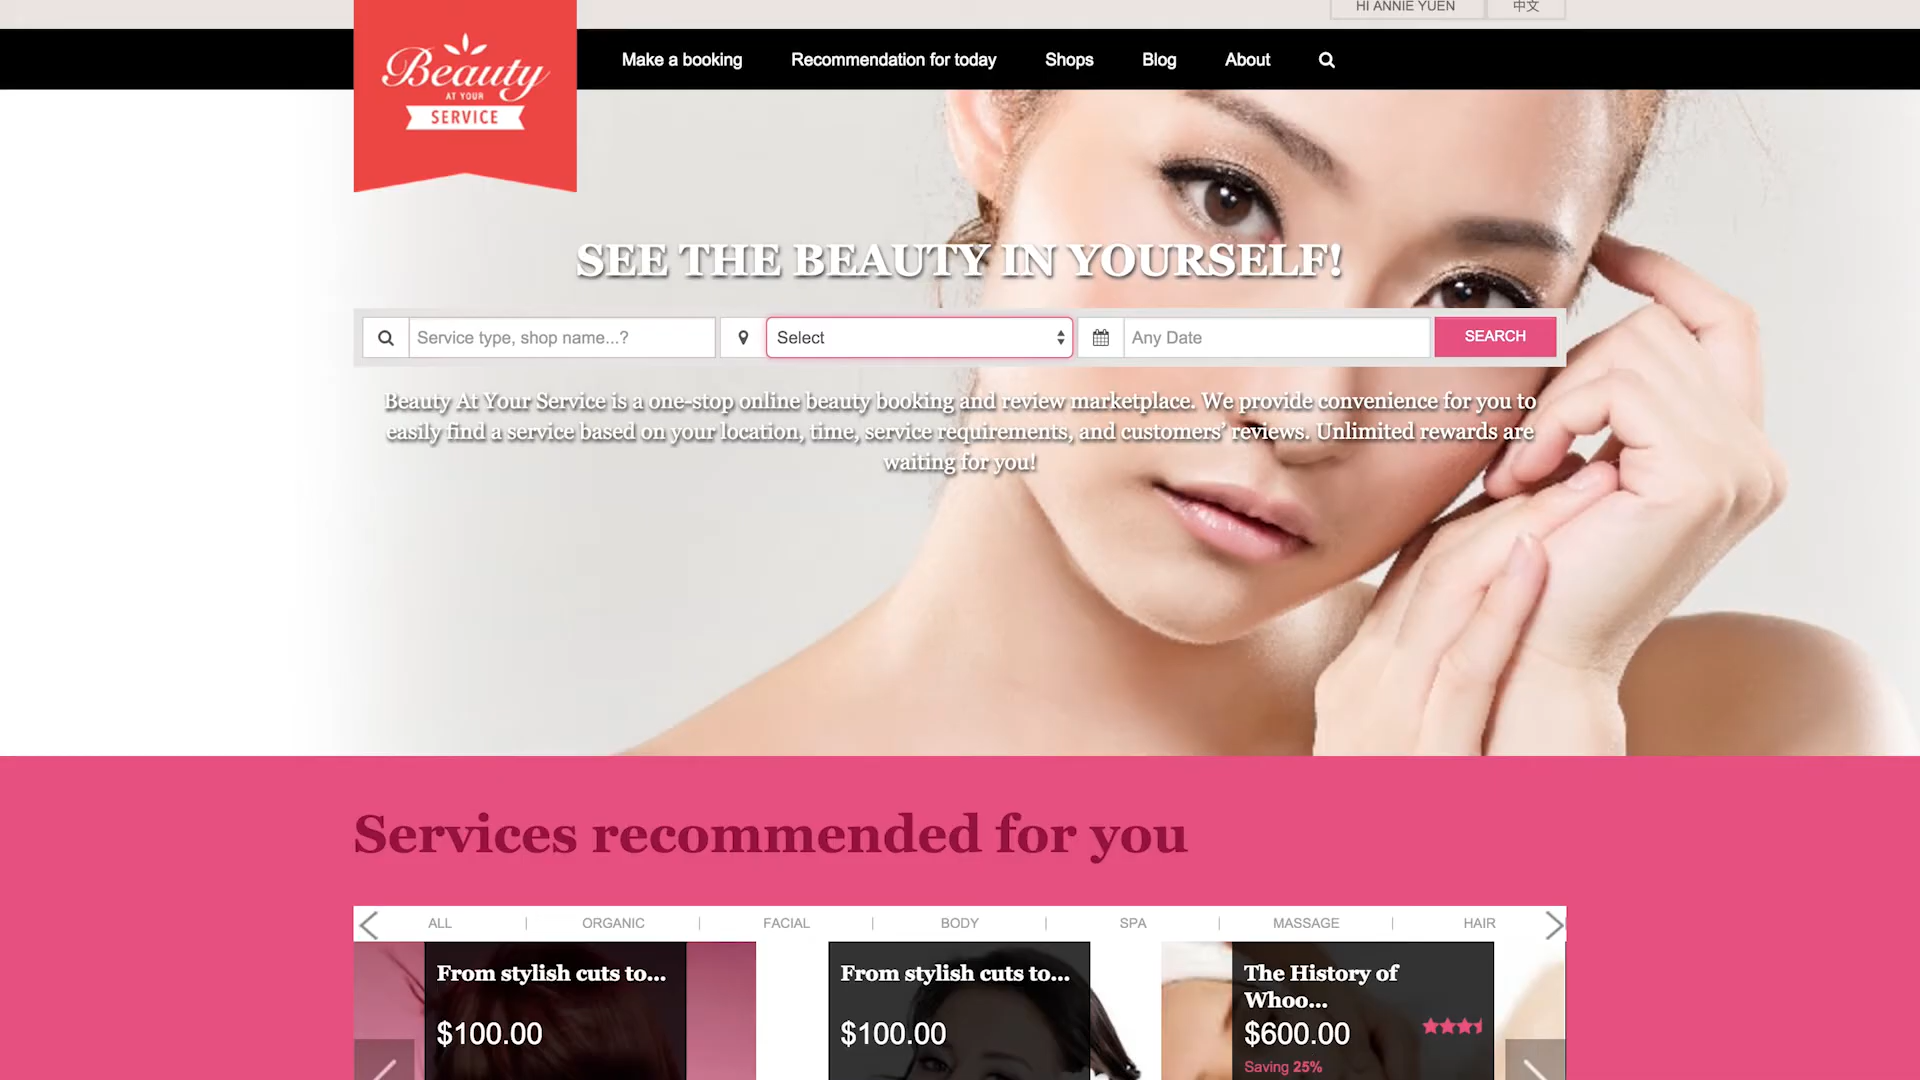 HI ANNIE YUEN
中文
Beauty
AT YOUR
SERVICE
Make a booking
Recommendation for today
Shops
Blog
About
SEE THE BEAUTY IN YOURSELF!
Service type, shop name...?
Select
Any Date
SEARCH
Beauty At Your Service is a one-stop online beauty booking and review marketplace. We provide convenience for you to
easily find a service based on your location, time, service requirements, and customers’ reviews. Unlimited rewards are
waiting for you!
Services recommended for you
ALL | ORGANIC | FACIAL | BODY | SPA | MASSAGE | HAIR
From stylish cuts to...
$100.00
From stylish cuts to...
$100.00
The History of
Whoo...
$600.00
Saving 25%